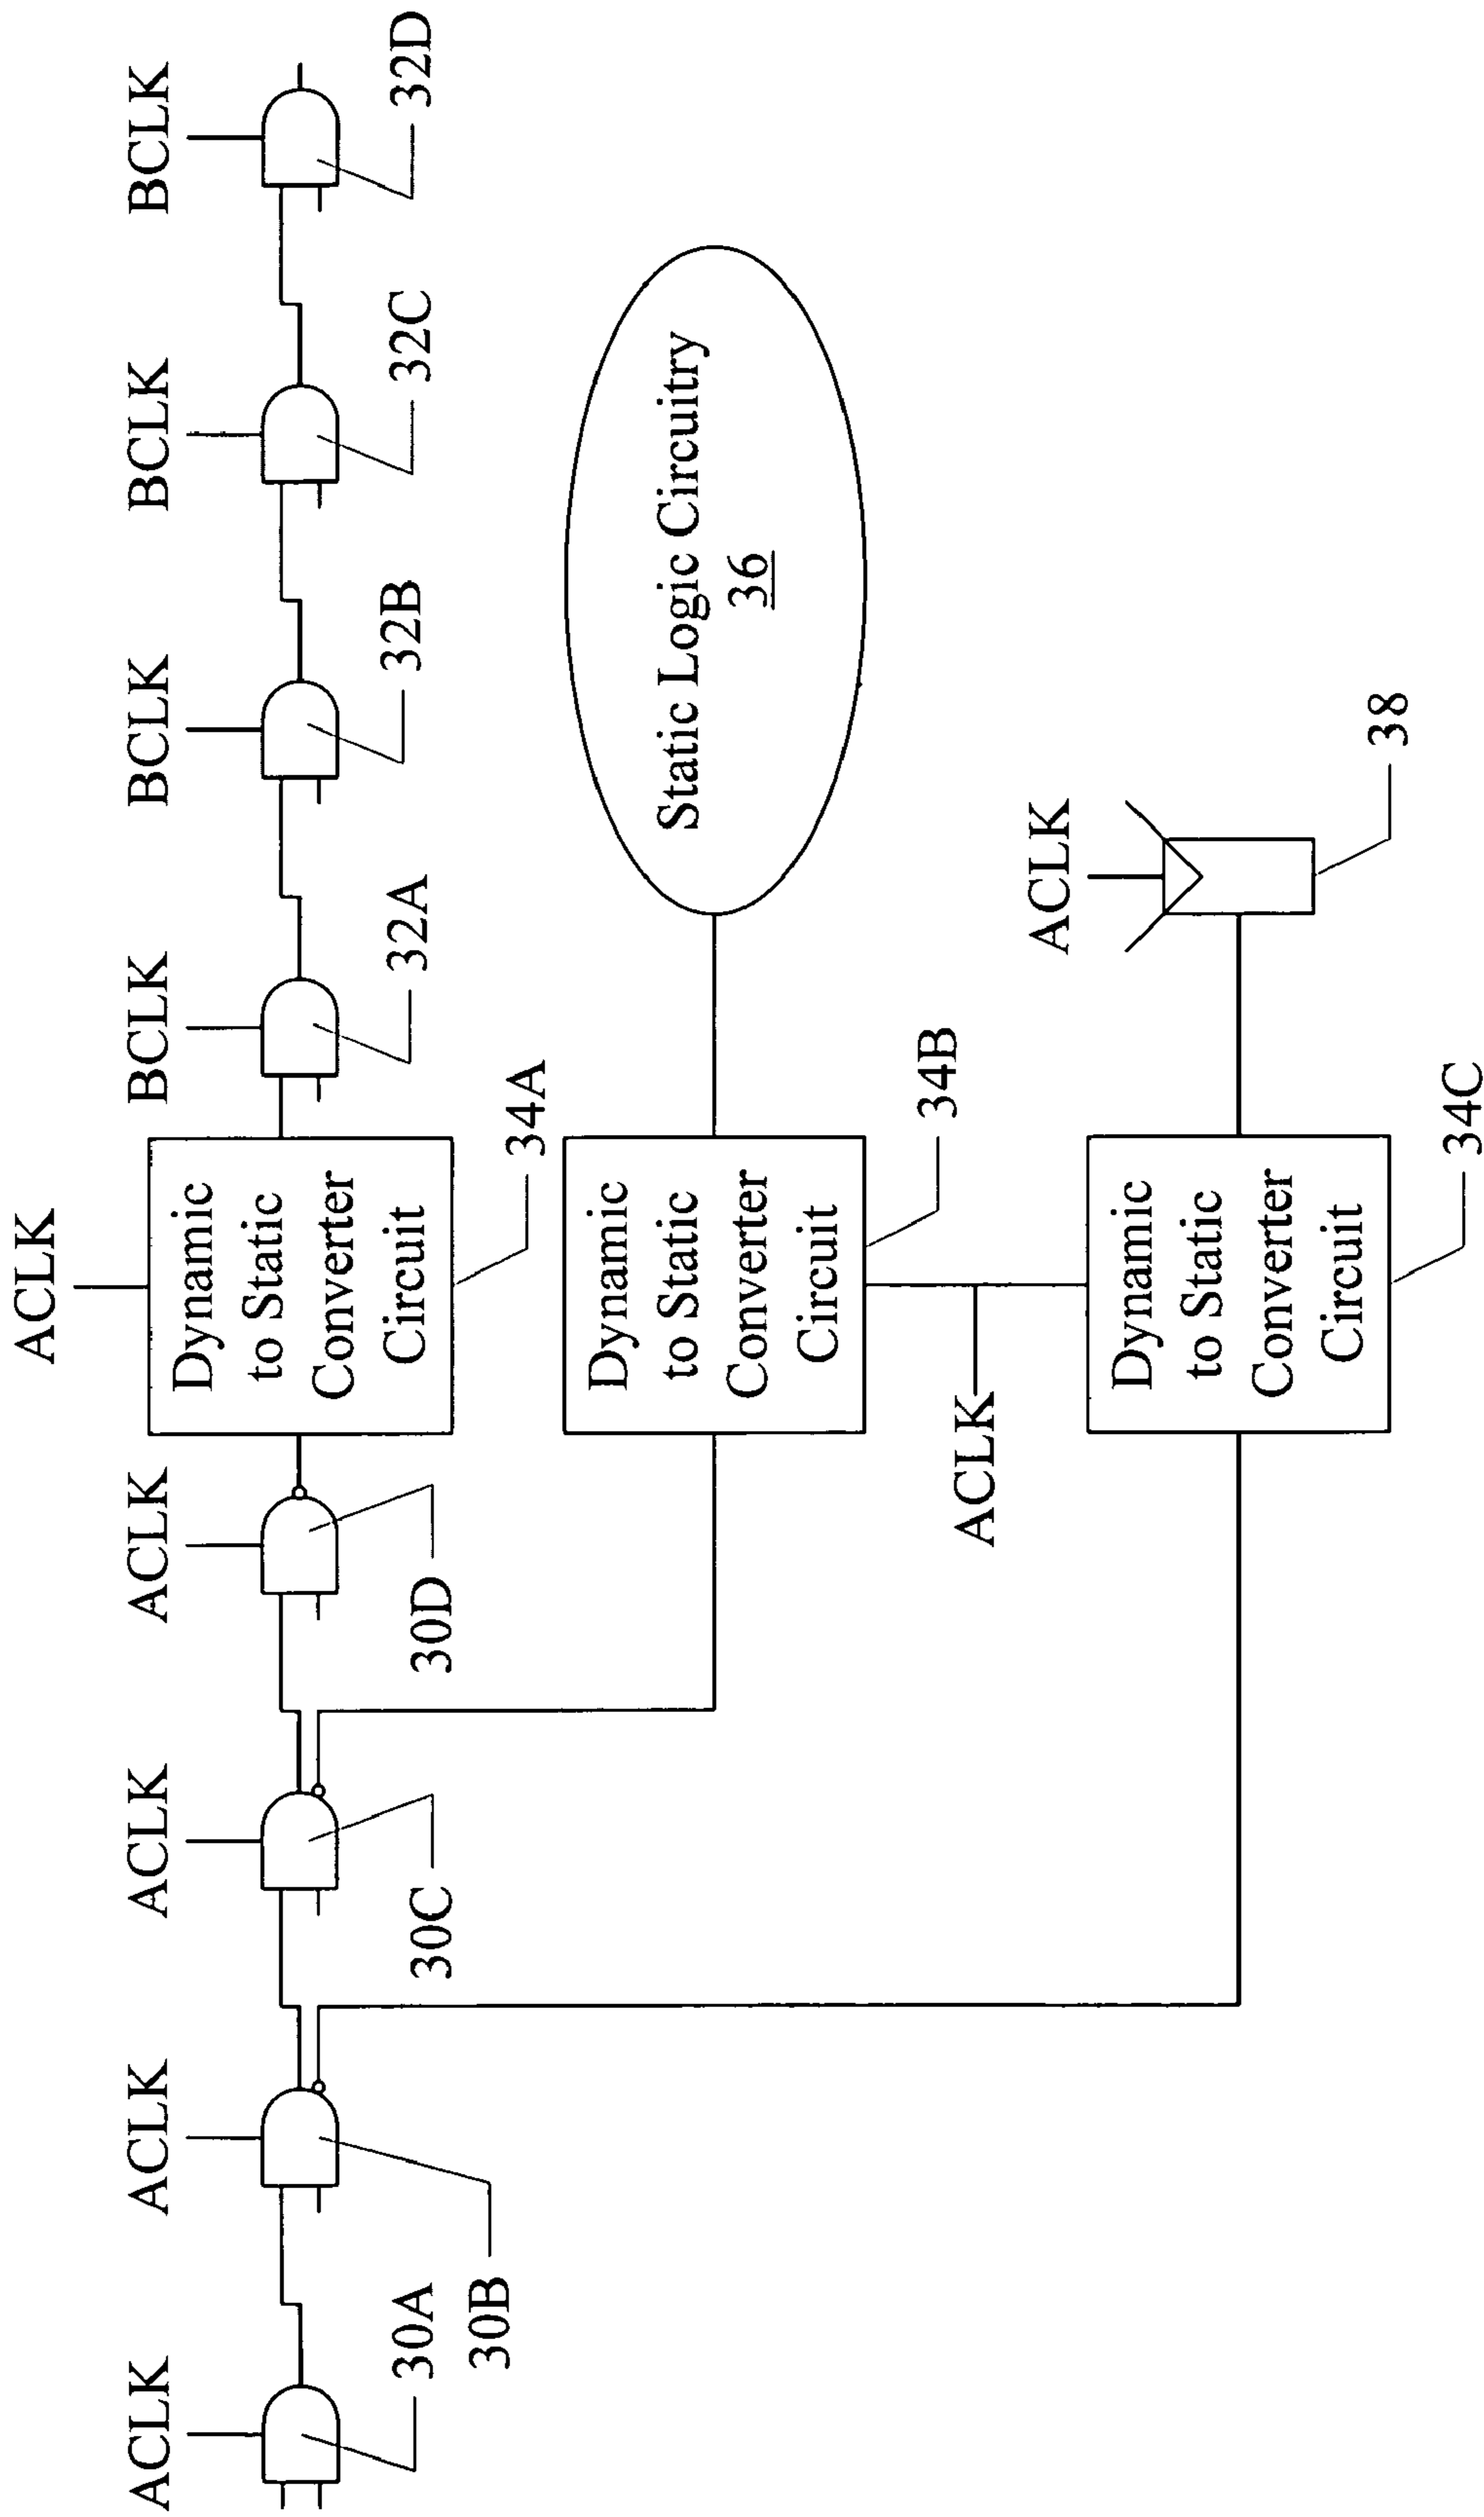 ACLK
ACLK
ACLK
ACLK
ACLK
BCLK
BCLK
BCLK
BCLK
30A
30B
30C
30D
Dynamic
to Static
Converter
Circuit
34A
32A
32B
32C
32D
Dynamic
to Static
Converter
Circuit
34B
Static Logic Circuitry
36
ACLK
ACLK
Dynamic
to Static
Converter
Circuit
34C
38